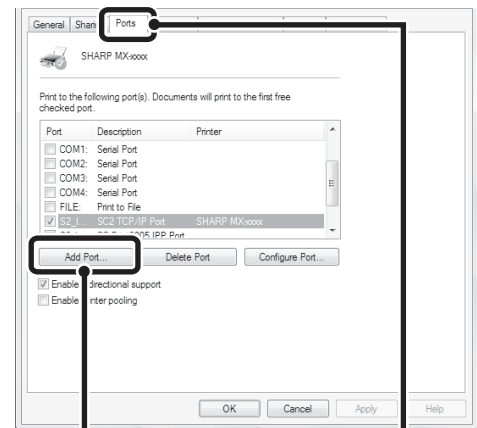 General Shari Ports
SHARP MX-xxxx
Print to the following port(s). Documents will print to the first free
checked port.
Port Description Printer
COM1: Serial Port
COM2: Serial Port
COM3: Serial Port
COM4: Serial Port
FILE: Print to File
S2_I... SC2 TCP/IP Port SHARP MX-xxxx
Port
Add Port... Delete Port Configure Port...
Enable directional support
Enable inter pooling
OK Cancel Apply Help